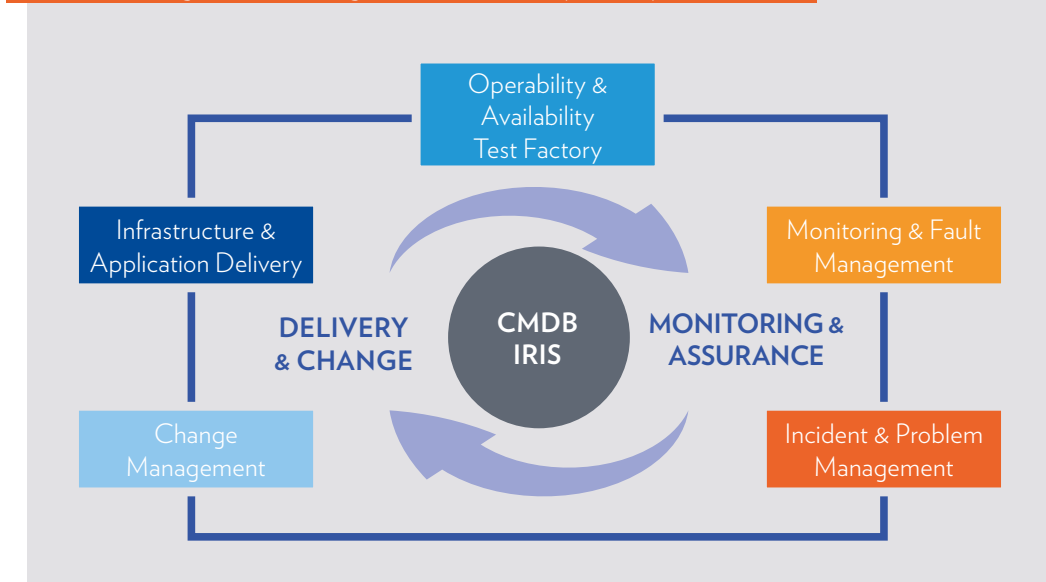 Operability &
Availability
Test Factory
Infrastructure &
Application Delivery
Monitoring & Fault
Management
DELIVERY
& CHANGE
CMDB
IRIS
MONITORING &
ASSURANCE
Change
Management
Incident & Problem
Management